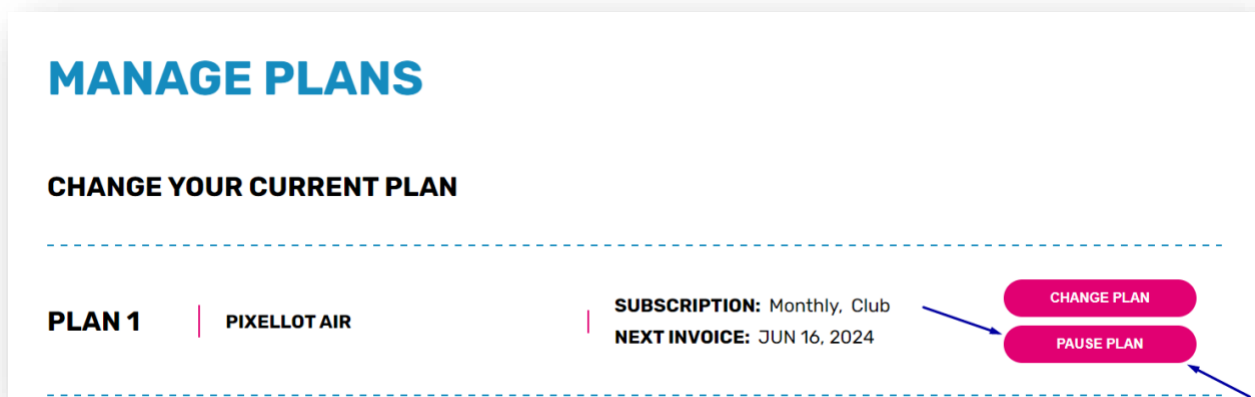 MANAGE PLANS
CHANGE YOUR CURRENT PLAN
PLAN 1
PIXELLOT AIR
SUBSCRIPTION: Monthly, Club
NEXT INVOICE: JUN 16, 2024
CHANGE PLAN
PAUSE PLAN